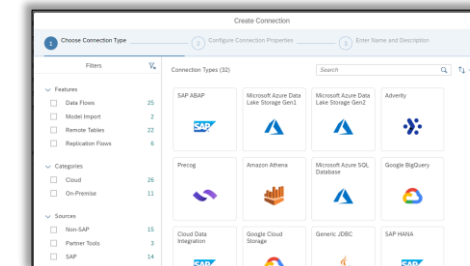 Create Connection
1 Choose Connection Type
2 Configure Connection Properties
3 Enter Name and Description
Filters
Connection Types (32)
Search
Features
Data Flows 25
Model Import 2
Remote Tables 22
Replication Flows 6
Categories
Cloud 26
On-Premise 11
Sources
Non-SAP 15
Partner Tools 3
SAP 14
SAP ABAP
SAP
Microsoft Azure Data
Lake Storage Gen1
Microsoft Azure Data
Lake Storage Gen2
Adverity
Precog
Amazon Athena
Microsoft Azure SQL
Database
Google BigQuery
Cloud Data
Integration
SAP
Google Cloud
Storage
Generic JDBC
SAP HANA
SAP